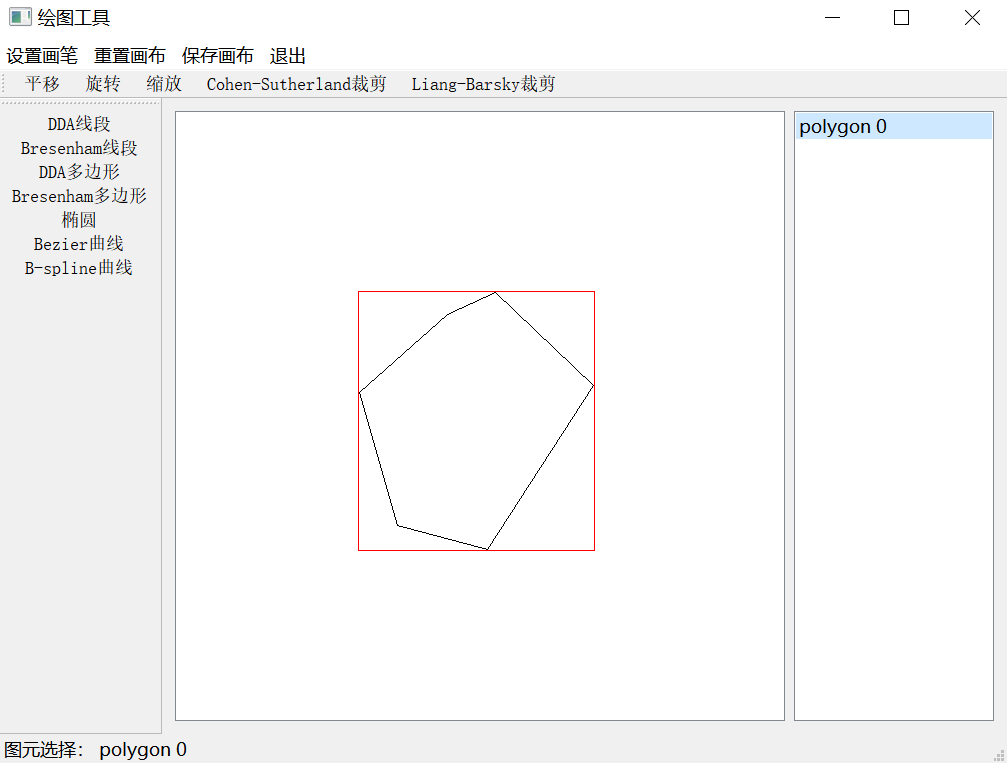 绘图工具
设置画笔 重置画布 保存画布 退出
平移 旋转 缩放 Cohen-Sutherland裁剪 Liang-Barsky裁剪
DDA线段
Bresenham线段
DDA多边形
Bresenham多边形
椭圆
Bezier曲线
B-spline曲线
polygon 0
图元选择: polygon 0